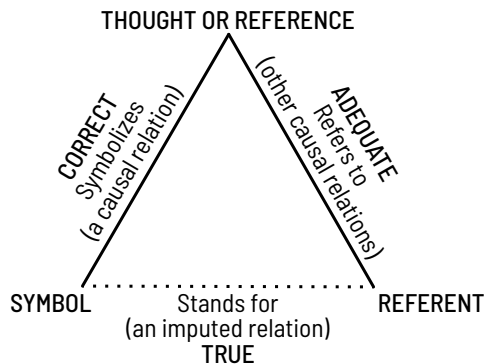 THOUGHT OR REFERENCE
CORRECT
Symbolizes
(a causal relation)
ADEQUATE
Refers to
(other causal relations)
SYMBOL
REFERENT
Stands for
(an imputed relation)
TRUE